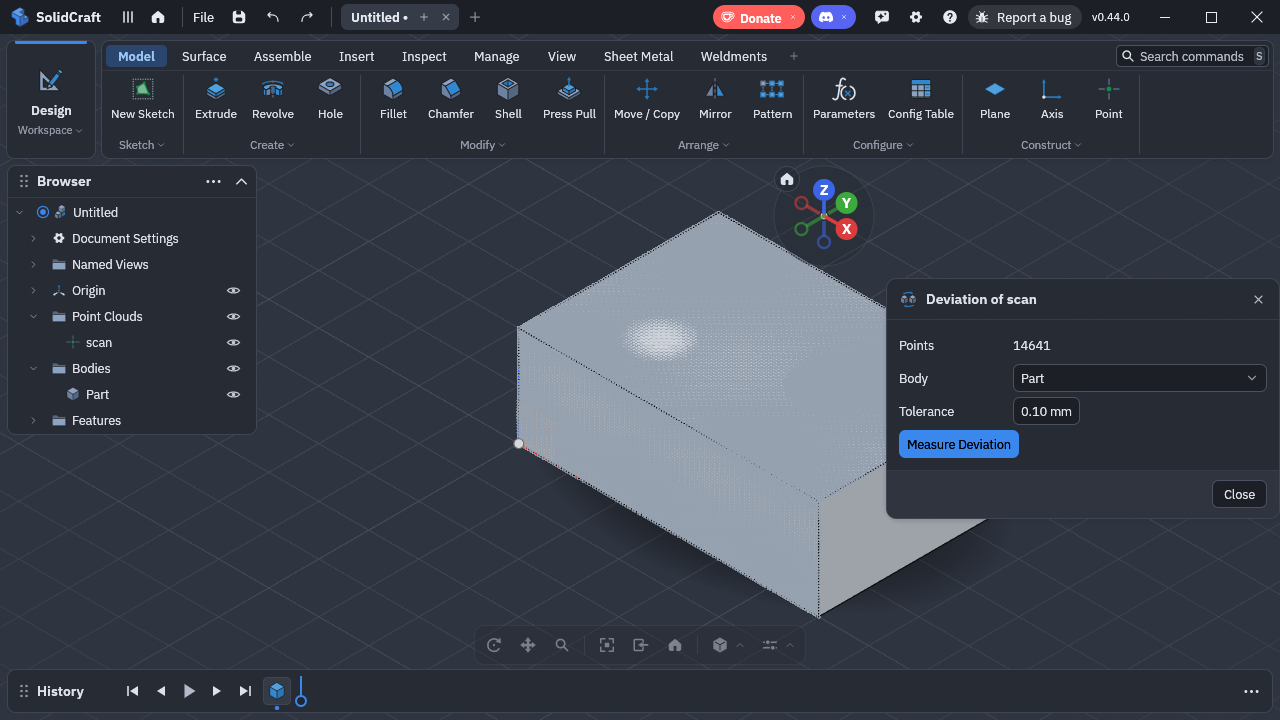 SolidCraft
File
Untitled •
Donate
Report a bug
v0.44.0
Design
Workspace
Model
Surface
Assemble
Insert
Inspect
Manage
View
Sheet Metal
Weldments
Search commands
S
New Sketch
Extrude
Revolve
Hole
Fillet
Chamfer
Shell
Press Pull
Move / Copy
Mirror
Pattern
Parameters
Config Table
Plane
Axis
Point
Sketch
Create
Modify
Arrange
Configure
Construct
Browser
Untitled
Document Settings
Named Views
Origin
Point Clouds
scan
Bodies
Part
Features
Z
Y
X
Deviation of scan
Points
14641
Body
Part
Tolerance
0.10 mm
Measure Deviation
Close
History